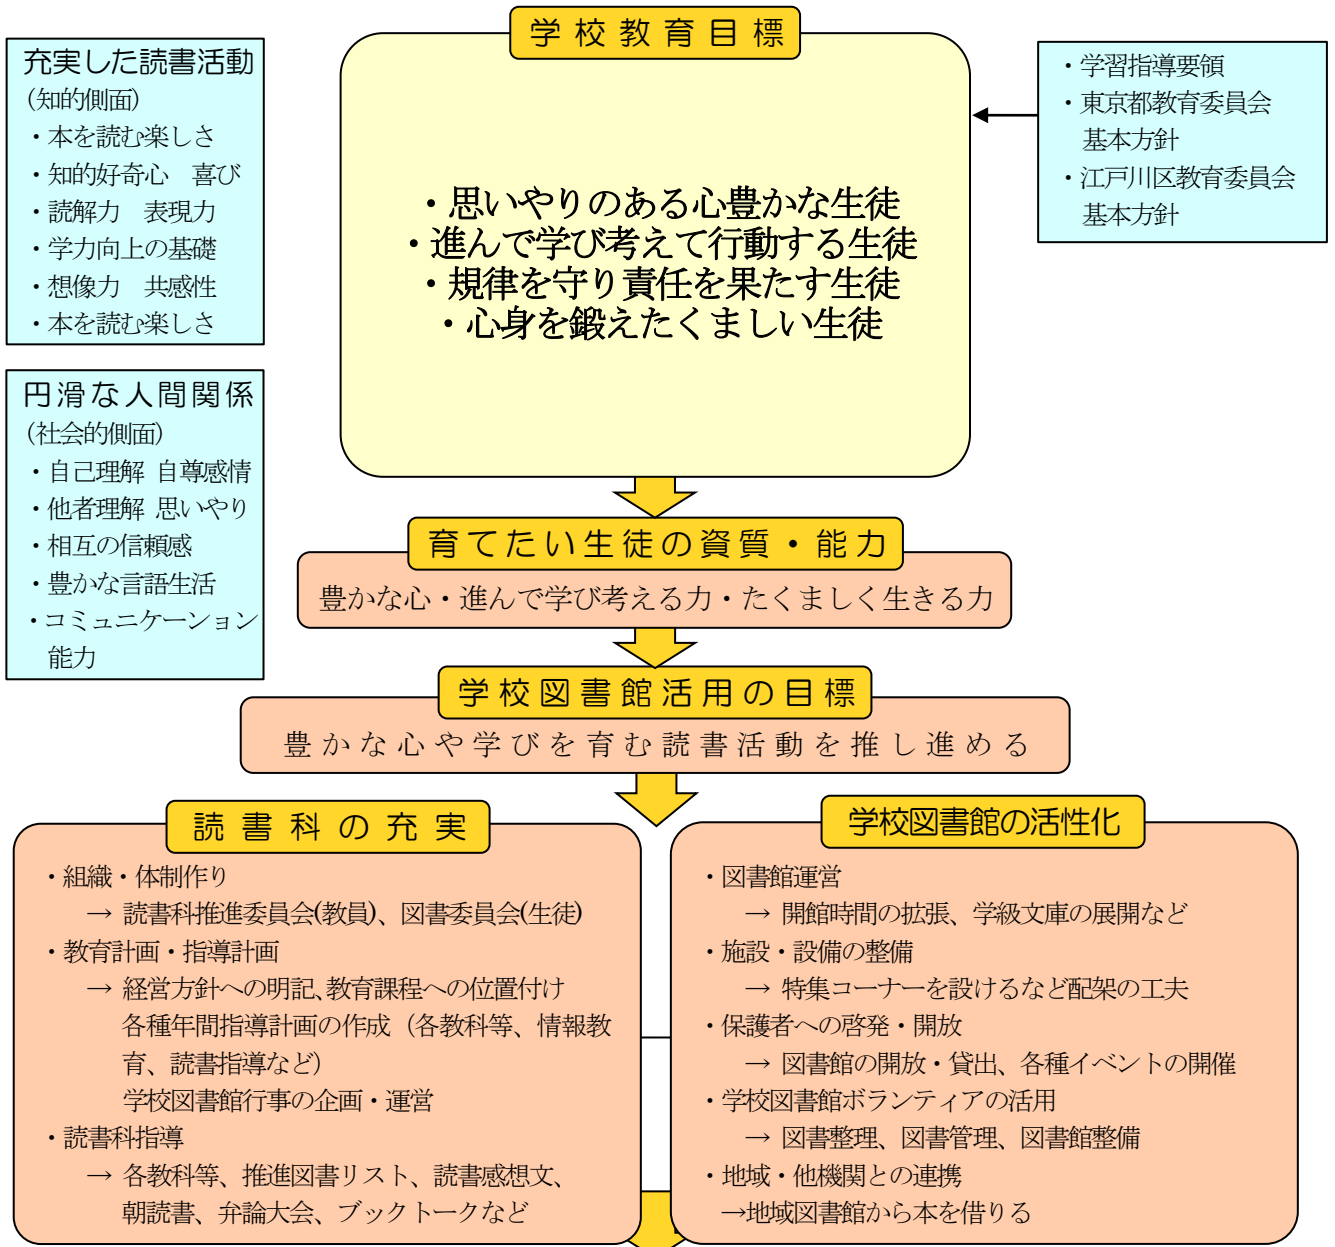 学校教育目標
・思いやりのある心豊かな生徒
・進んで学び考えて行動する生徒
・規律を守り責任を果たす生徒
・心身を鍛えたくましい生徒
充実した読書活動
(知的側面)
・本を読む楽しさ
・知的好奇心　喜び
・読解力　表現力
・学力向上の基礎
・想像力　共感性
・本を読む楽しさ
・学習指導要領
・東京都教育委員会
基本方針
・江戸川区教育委員会
基本方針
円滑な人間関係
(社会的側面)
・自己理解 自尊感情
・他者理解 思いやり
・相互の信頼感
・豊かな言語生活
・コミュニケーション
能力
育てたい生徒の資質・能力
豊かな心・進んで学び考える力・たくましく生きる力
学校図書館活用の目標
豊かな心や学びを育む読書活動を推し進める
読書科の充実
・組織・体制作り
→ 読書科推進委員会(教員)、図書委員会(生徒)
・教育計画・指導計画
→ 経営方針への明記、教育課程への位置付け
各種年間指導計画の作成（各教科等、情報教
育、読書指導など）
学校図書館行事の企画・運営
・読書科指導
→ 各教科等、推進図書リスト、読書感想文、
朝読書、弁論大会、ブックトークなど
学校図書館の活性化
・図書館運営
→ 開館時間の拡張、学級文庫の展開など
・施設・設備の整備
→ 特集コーナーを設けるなど配架の工夫
・保護者への啓発・開放
→ 図書館の開放・貸出、各種イベントの開催
・学校図書館ボランティアの活用
→ 図書整理、図書管理、図書館整備
・地域・他機関との連携
→地域図書館から本を借りる